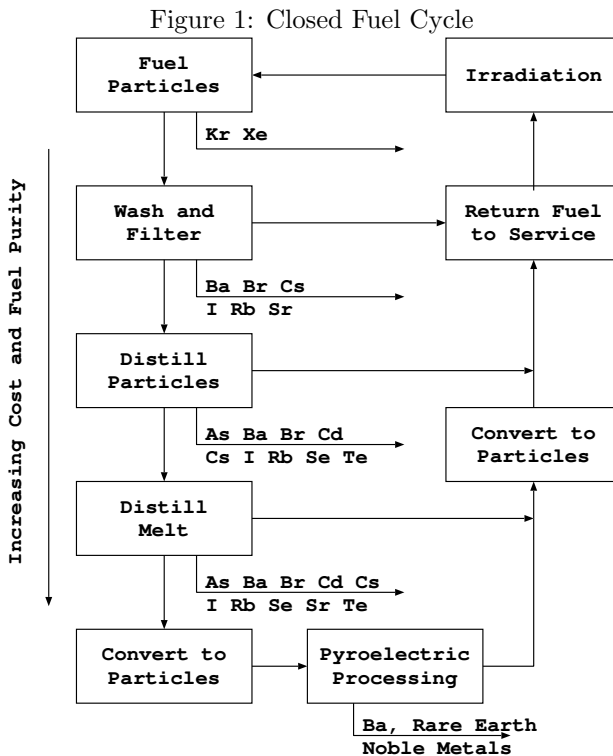 Figure 1: Closed Fuel Cycle
Fuel
Particles
Irradiation
Kr Xe
Increasing Cost and Fuel Purity
Wash and
Filter
Return Fuel
to Service
Ba Br Cs
I Rb Sr
Distill
Particles
As Ba Br Cd
Cs I Rb Se Te
Convert to
Particles
Distill
Melt
As Ba Br Cd Cs
I Rb Se Sr Te
Convert to
Particles
Pyroelectric
Processing
Ba, Rare Earth
Noble Metals